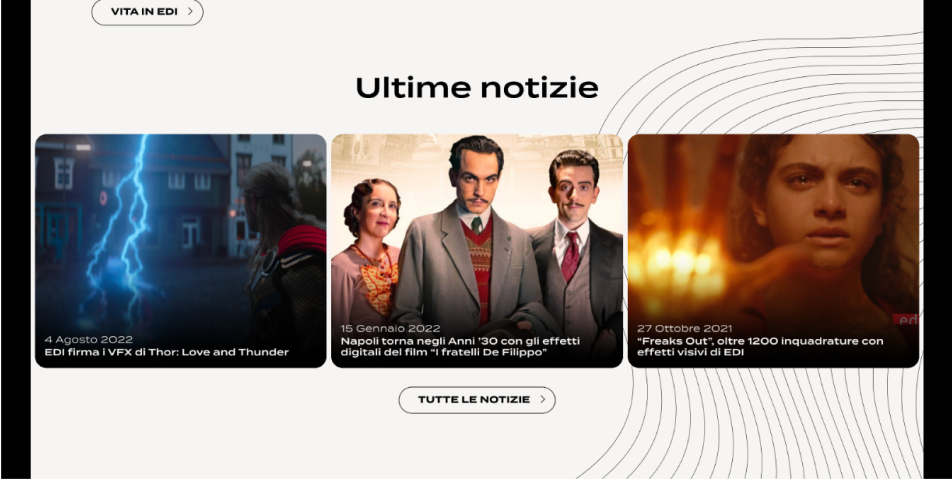 VITA IN EDI
Ultime notizie
4 Agosto 2022
EDI firma i VFX di Thor: Love and Thunder
15 Gennaio 2022
Napoli torna negli Anni '30 con gli effetti
digitali del film “I fratelli De Filippo”
27 Ottobre 2021
“Freaks Out”, oltre 1200 inquadrature con
effetti visivi di EDI
ed
TUTTE LE NOTIZIE